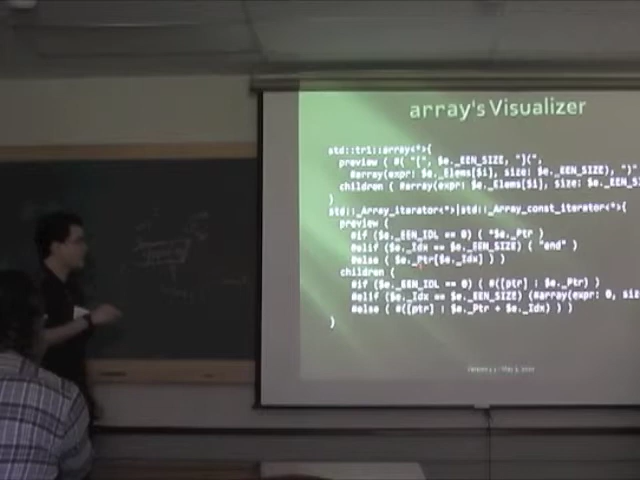 array's Visualizer
std::tr1::array<*>{
preview ( #( "[", $e._EEN_SIZE, "](",
#array(expr: $e._Elems[$i], size: $e._EEN_SIZE), ")"
children ( #array(expr: $e._Elems[$i], size: $e._EEN_S
}
std::_Array_iterator<*>|std::_Array_const_iterator<*>{
preview (
#if ($e._EEN_IDL == 0) ( *$e._Ptr )
#elif ($e._Idx == $e._EEN_SIZE) ( "end" )
#else ( $e._Ptr[$e._Idx] ) )
children (
#if ($e._EEN_IDL == 0) ( #([ptr] : $e._Ptr) )
#elif ($e._Idx == $e._EEN_SIZE) (#array(expr: 0, siz
#else ( #([ptr] : $e._Ptr + $e._Idx) ) )
}